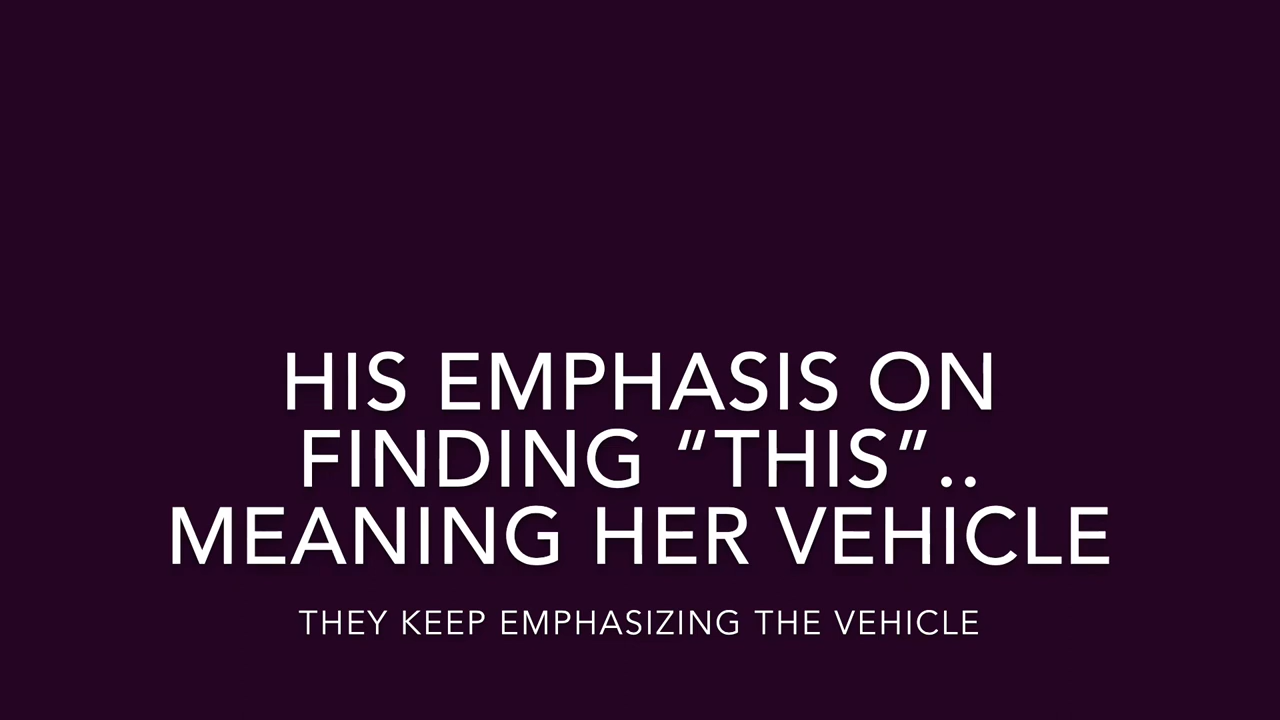 HIS EMPHASIS ON
FINDING “THIS”..
MEANING HER VEHICLE
THEY KEEP EMPHASIZING THE VEHICLE